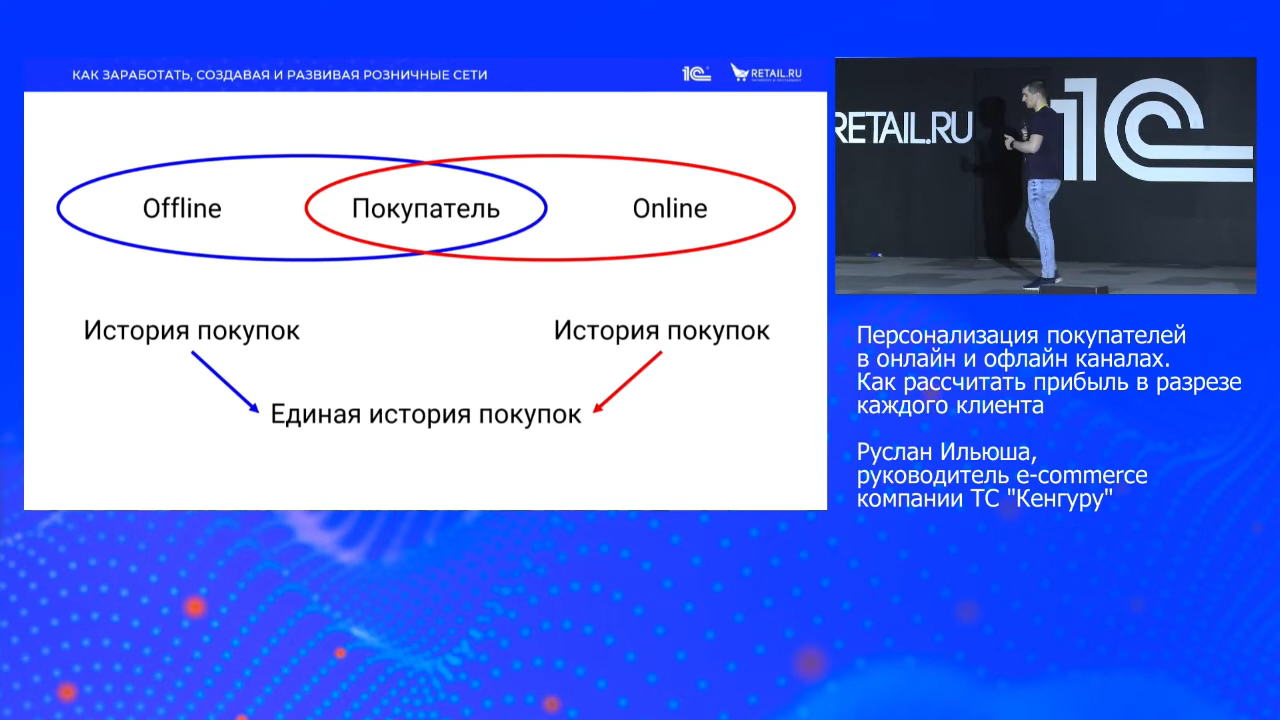 КАК ЗАРАБОТАТЬ, СОЗДАВАЯ И РАЗВИВАЯ РОЗНИЧНЫЕ СЕТИ
1С
RETAIL.RU
Offline
Покупатель
Online
История покупок
История покупок
Единая история покупок
RETAIL.RU
1С
Персонализация покупателей
в онлайн и офлайн каналах.
Как рассчитать прибыль в разрезе
каждого клиента
Руслан Ильюша,
руководитель e-commerce
компании ТС "Кенгуру"